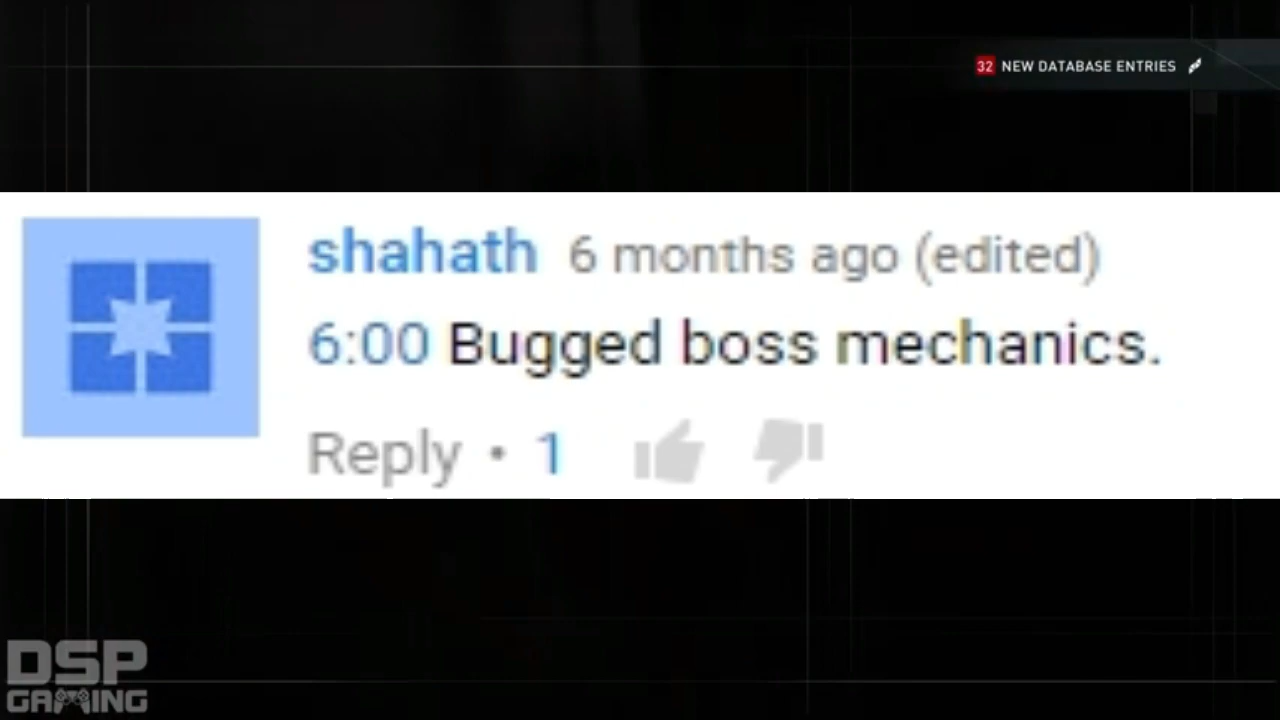 32 NEW DATABASE ENTRIES
shahath 6 months ago (edited)
6:00 Bugged boss mechanics.
Reply • 1
DSP
GAMING